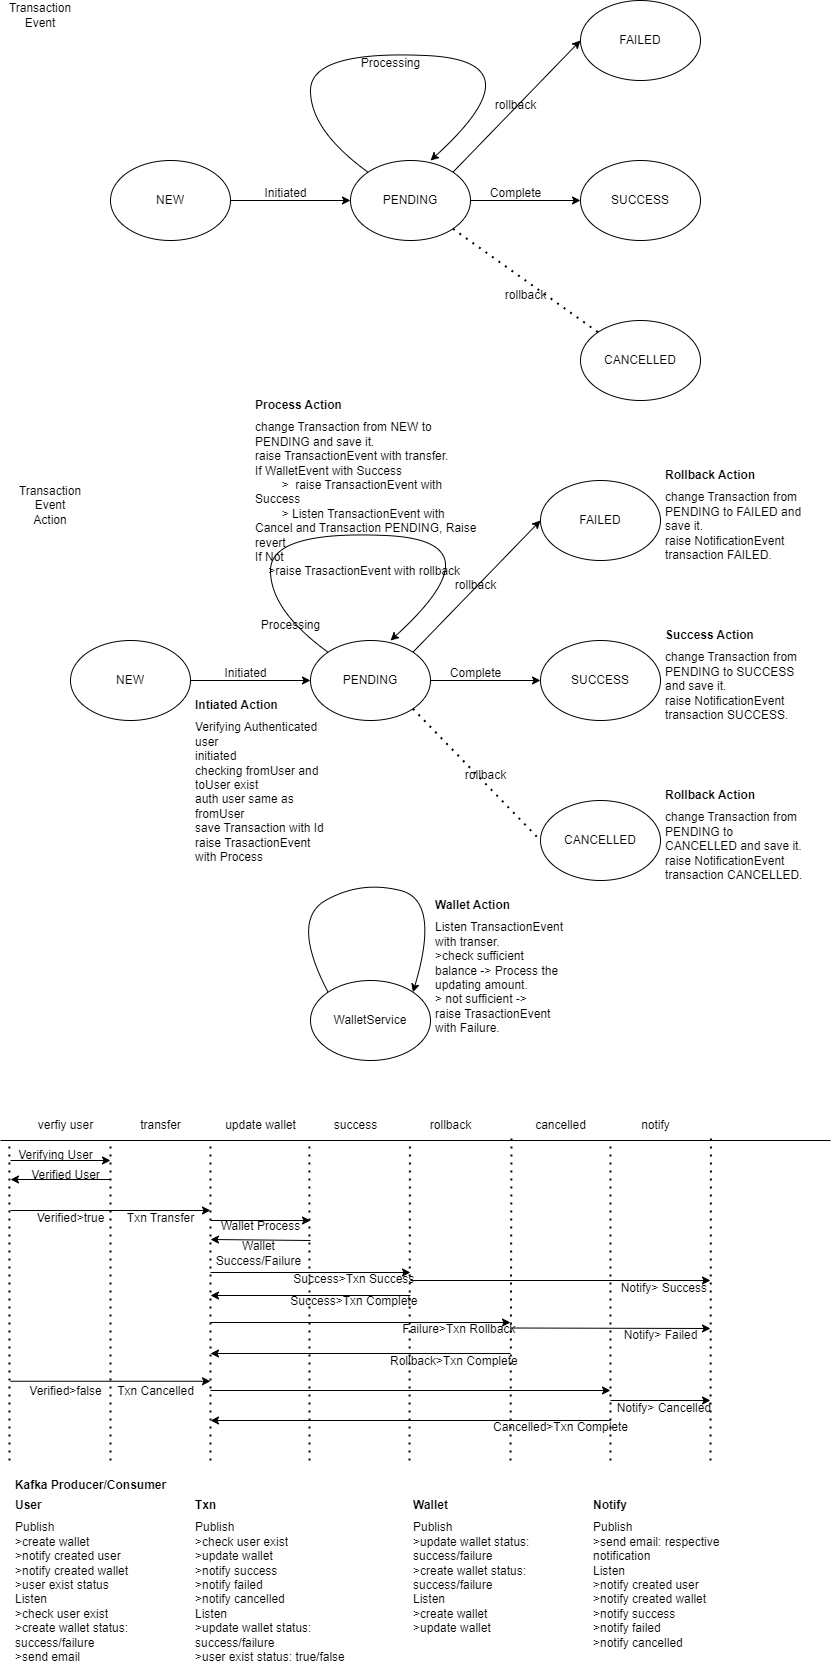 Transaction
Event
FAILED
Processing
rollback
NEW
Initiated
PENDING
Complete
SUCCESS
rollback
CANCELLED
Process Action
change Transaction from NEW to
PENDING and save it.
raise TransactionEvent with transfer.
If WalletEvent with Success
> raise TransactionEvent with
Success
> Listen TransactionEvent with
Cancel and Transaction PENDING, Raise
revert
If Not
>raise TrasactionEvent with rollback
Transaction
Event
Action
Rollback Action
change Transaction from
PENDING to FAILED and
save it.
raise NotificationEvent
transaction FAILED.
FAILED
rollback
Processing
NEW
Initiated
PENDING
Complete
SUCCESS
Success Action
change Transaction from
PENDING to SUCCESS
and save it.
raise NotificationEvent
transaction SUCCESS.
Intiated Action
Verifying Authenticated
user
initiated
checking fromUser and
toUser exist
auth user same as
fromUser
save Transaction with Id
raise TrasactionEvent
with Process
rollback
CANCELLED
Rollback Action
change Transaction from
PENDING to
CANCELLED and save it.
raise NotificationEvent
transaction CANCELLED.
WalletService
Wallet Action
Listen TransactionEvent
with transer.
>check sufficient
balance -> Process the
updating amount.
> not sufficient ->
raise TrasactionEvent
with Failure.
verfiy user
transfer
update wallet
success
rollback
cancelled
notify
Verifying User
Verified User
Verified>true
Txn Transfer
Wallet Process
Wallet
Success/Failure
Success>Txn Success
Notify> Success
Success>Txn Complete
Failure>Txn Rollback
Notify> Failed
Rollback>Txn Complete
Verified>false
Txn Cancelled
Notify> Cancelled
Cancelled>Txn Complete
Kafka Producer/Consumer
User
Publish
>create wallet
>notify created user
>notify created wallet
>user exist status
Listen
>check user exist
>create wallet status:
success/failure
>send email
Txn
Publish
>check user exist
>update wallet
>notify success
>notify failed
>notify cancelled
Listen
>update wallet status:
success/failure
>user exist status: true/false
Wallet
Publish
>update wallet status:
success/failure
>create wallet status:
success/failure
Listen
>create wallet
>update wallet
Notify
Publish
>send email: respective
notification
Listen
>notify created user
>notify created wallet
>notify success
>notify failed
>notify cancelled